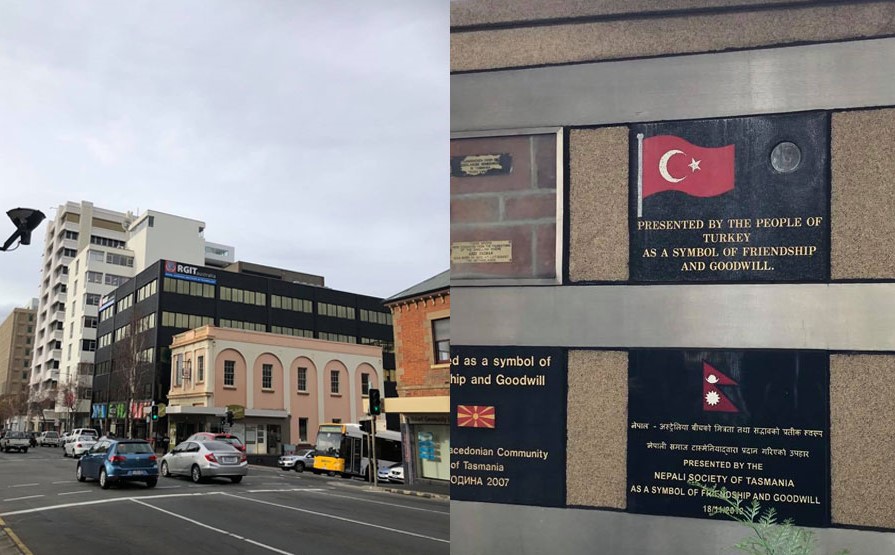 RGIT
PRESENTED BY THE PEOPLE OF
TURKEY
AS A SYMBOL OF FRIENDSHIP
AND GOODWILL.
ed as a symbol of
hip and Goodwill
acedonian Community
of Tasmania
ОДИНА 2007
नेपाल - अस्ट्रेलिया बीचको मित्रता तथा सद्भावको प्रतीक स्वरुप
नेपाली समाज टास्मेनियाद्वारा प्रदान गरिएको उपहार
PRESENTED BY THE
NEPALI SOCIETY OF TASMANIA
AS A SYMBOL OF FRIENDSHIP AND GOODWILL